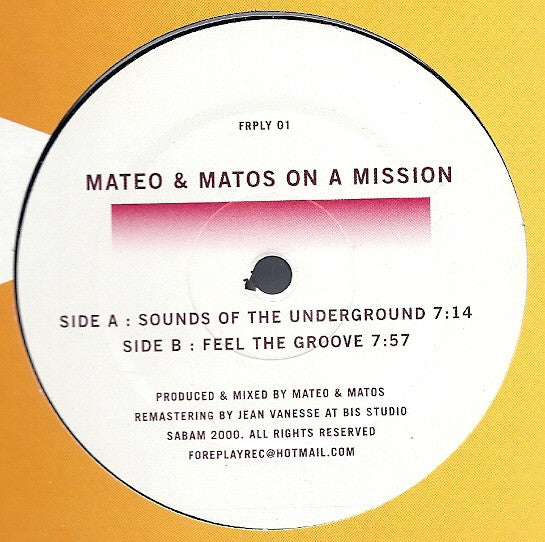 FRPLY 01
MATEO & MATOS ON A MISSION
SIDE A : SOUNDS OF THE UNDERGROUND 7:14
SIDE B : FEEL THE GROOVE 7:57
PRODUCED & MIXED BY MATEO & MATOS
REMASTERING BY JEAN VANESSE AT BIS STUDIO
SABAM 2000. ALL RIGHTS RESERVED
FOREPLAYREC@HOTMAIL.COM